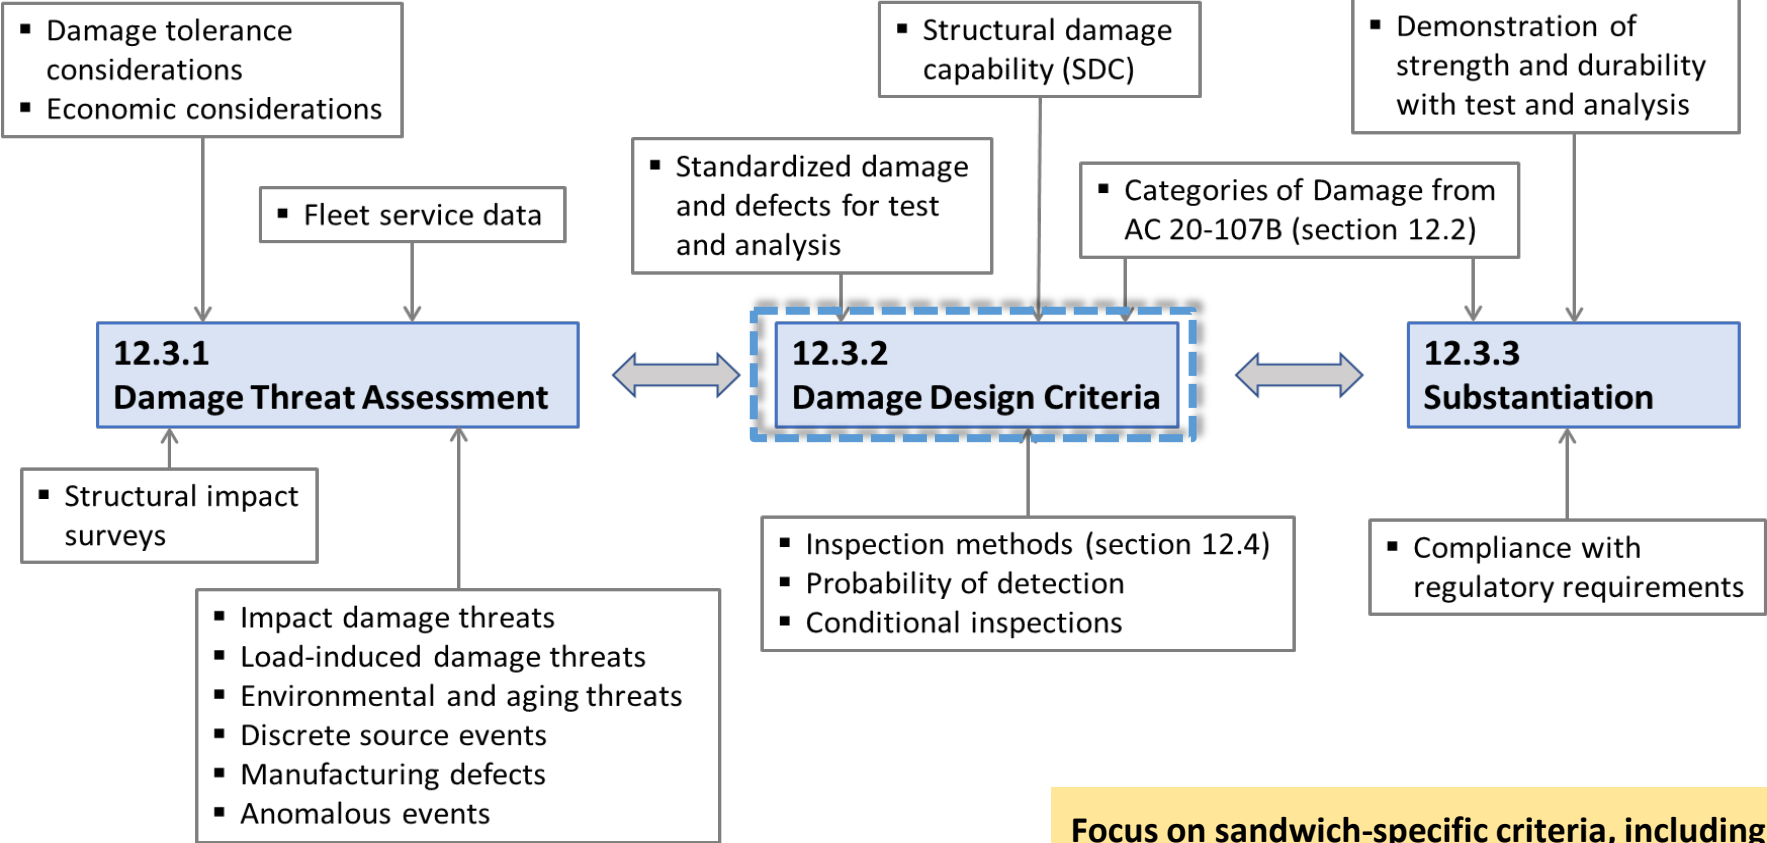 ▪ Damage tolerance
considerations
▪ Economic considerations
▪ Fleet service data
▪ Structural damage
capability (SDC)
▪ Standardized damage
and defects for test
and analysis
▪ Demonstration of
strength and durability
with test and analysis
▪ Categories of Damage from
AC 20-107B (section 12.2)
12.3.1
Damage Threat Assessment
12.3.2
Damage Design Criteria
12.3.3
Substantiation
▪ Structural impact
surveys
▪ Impact damage threats
▪ Load-induced damage threats
▪ Environmental and aging threats
▪ Discrete source events
▪ Manufacturing defects
▪ Anomalous events
▪ Inspection methods (section 12.4)
▪ Probability of detection
▪ Conditional inspections
▪ Compliance with
regulatory requirements
Focus on sandwich-specific criteria, including